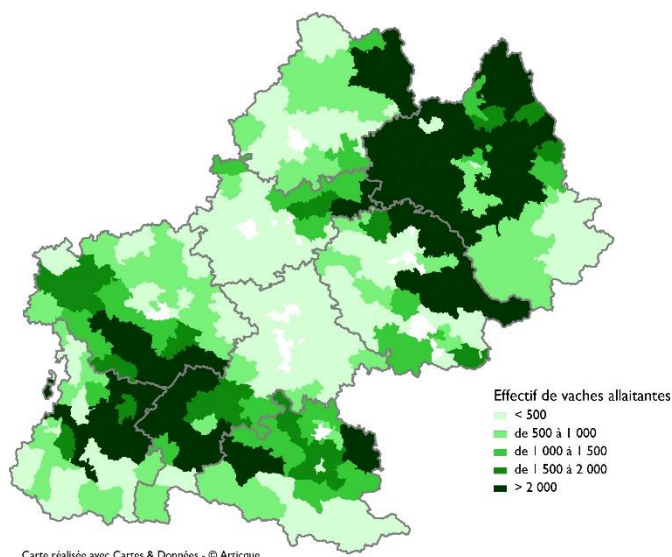 Effectif de vaches allaitantes
< 500
de 500 à 1 000
de 1 000 à 1 500
de 1 500 à 2 000
> 2 000
Carte réalisée avec Cartes & Données - © Articque